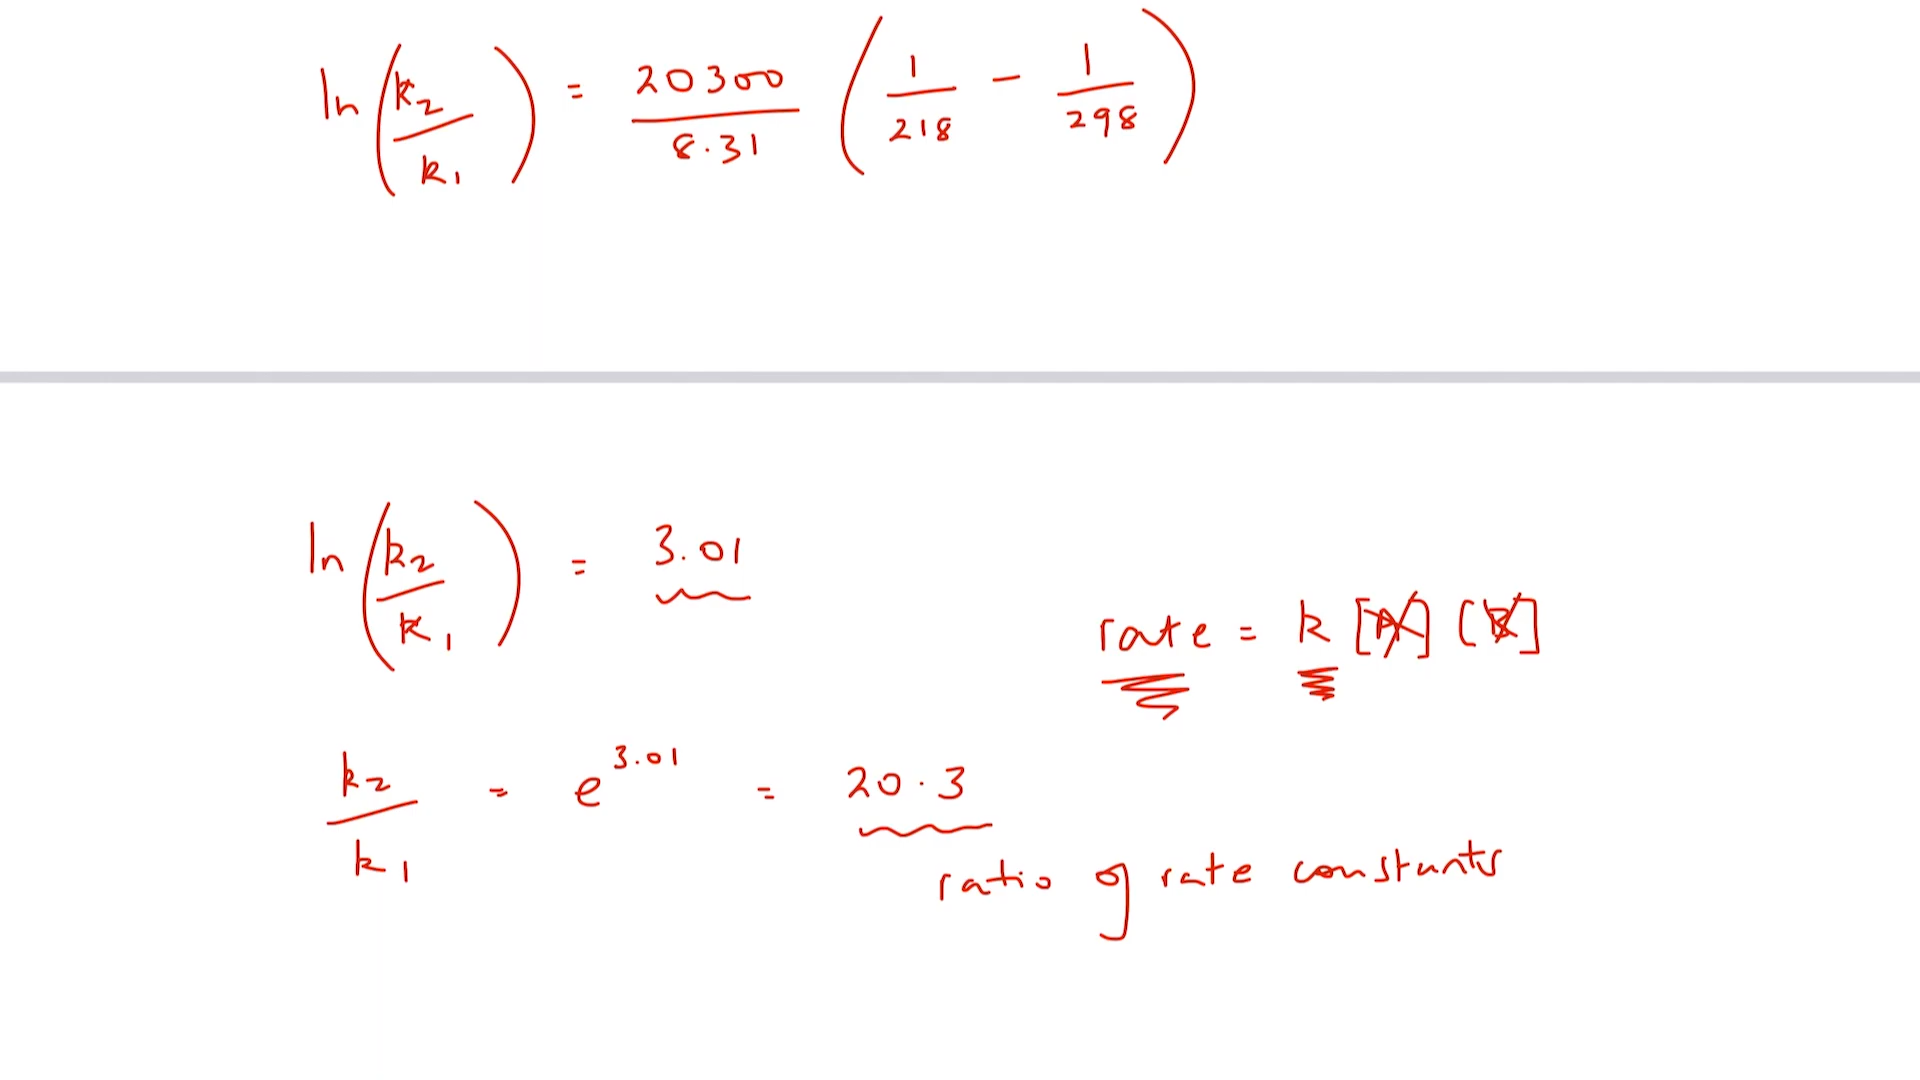 ln(k₂/k₁) = 20300/8.31 (1/218 - 1/298)
ln(k₂/k₁) = 3.01
rate = k [A] [B]
k₂/k₁ = e^3.01 = 20.3
ratio of rate constants